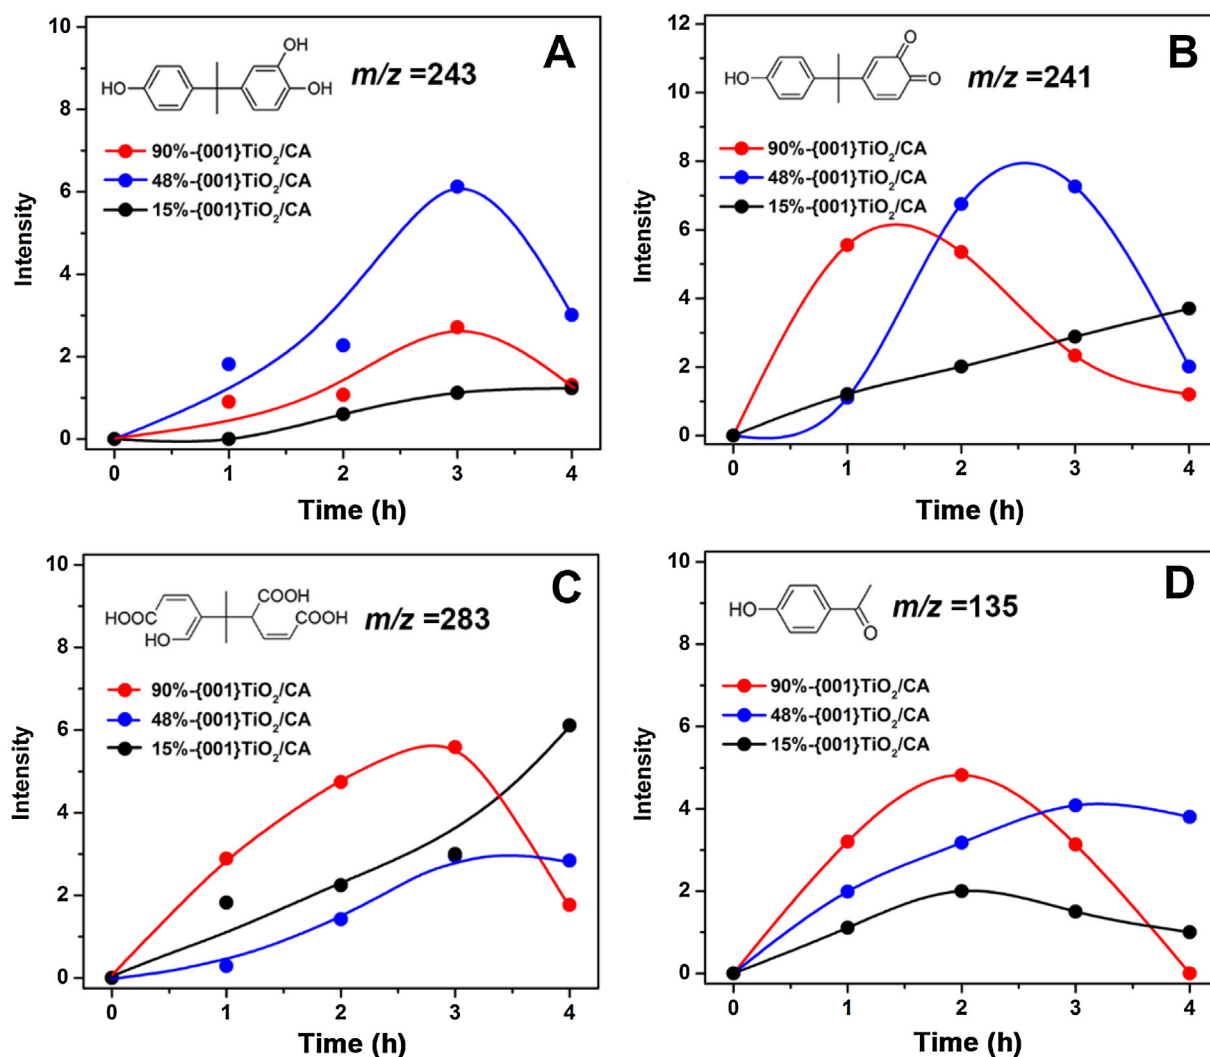 A
m/z =243
OH
HO
OH
90%-{001}TiO₂/CA
48%-{001}TiO₂/CA
15%-{001}TiO₂/CA
Intensity
10
8
6
4
2
0
0 1 2 3 4
Time (h)
B
m/z =241
O
HO
O
90%-{001}TiO₂/CA
48%-{001}TiO₂/CA
15%-{001}TiO₂/CA
Intensity
12
10
8
6
4
2
0
0 1 2 3 4
Time (h)
C
m/z =283
COOH
HOOC
COOH
HO
90%-{001}TiO₂/CA
48%-{001}TiO₂/CA
15%-{001}TiO₂/CA
Intensity
10
8
6
4
2
0
0 1 2 3 4
Time (h)
D
m/z =135
HO
O
90%-{001}TiO₂/CA
48%-{001}TiO₂/CA
15%-{001}TiO₂/CA
Intensity
10
8
6
4
2
0
0 1 2 3 4
Time (h)